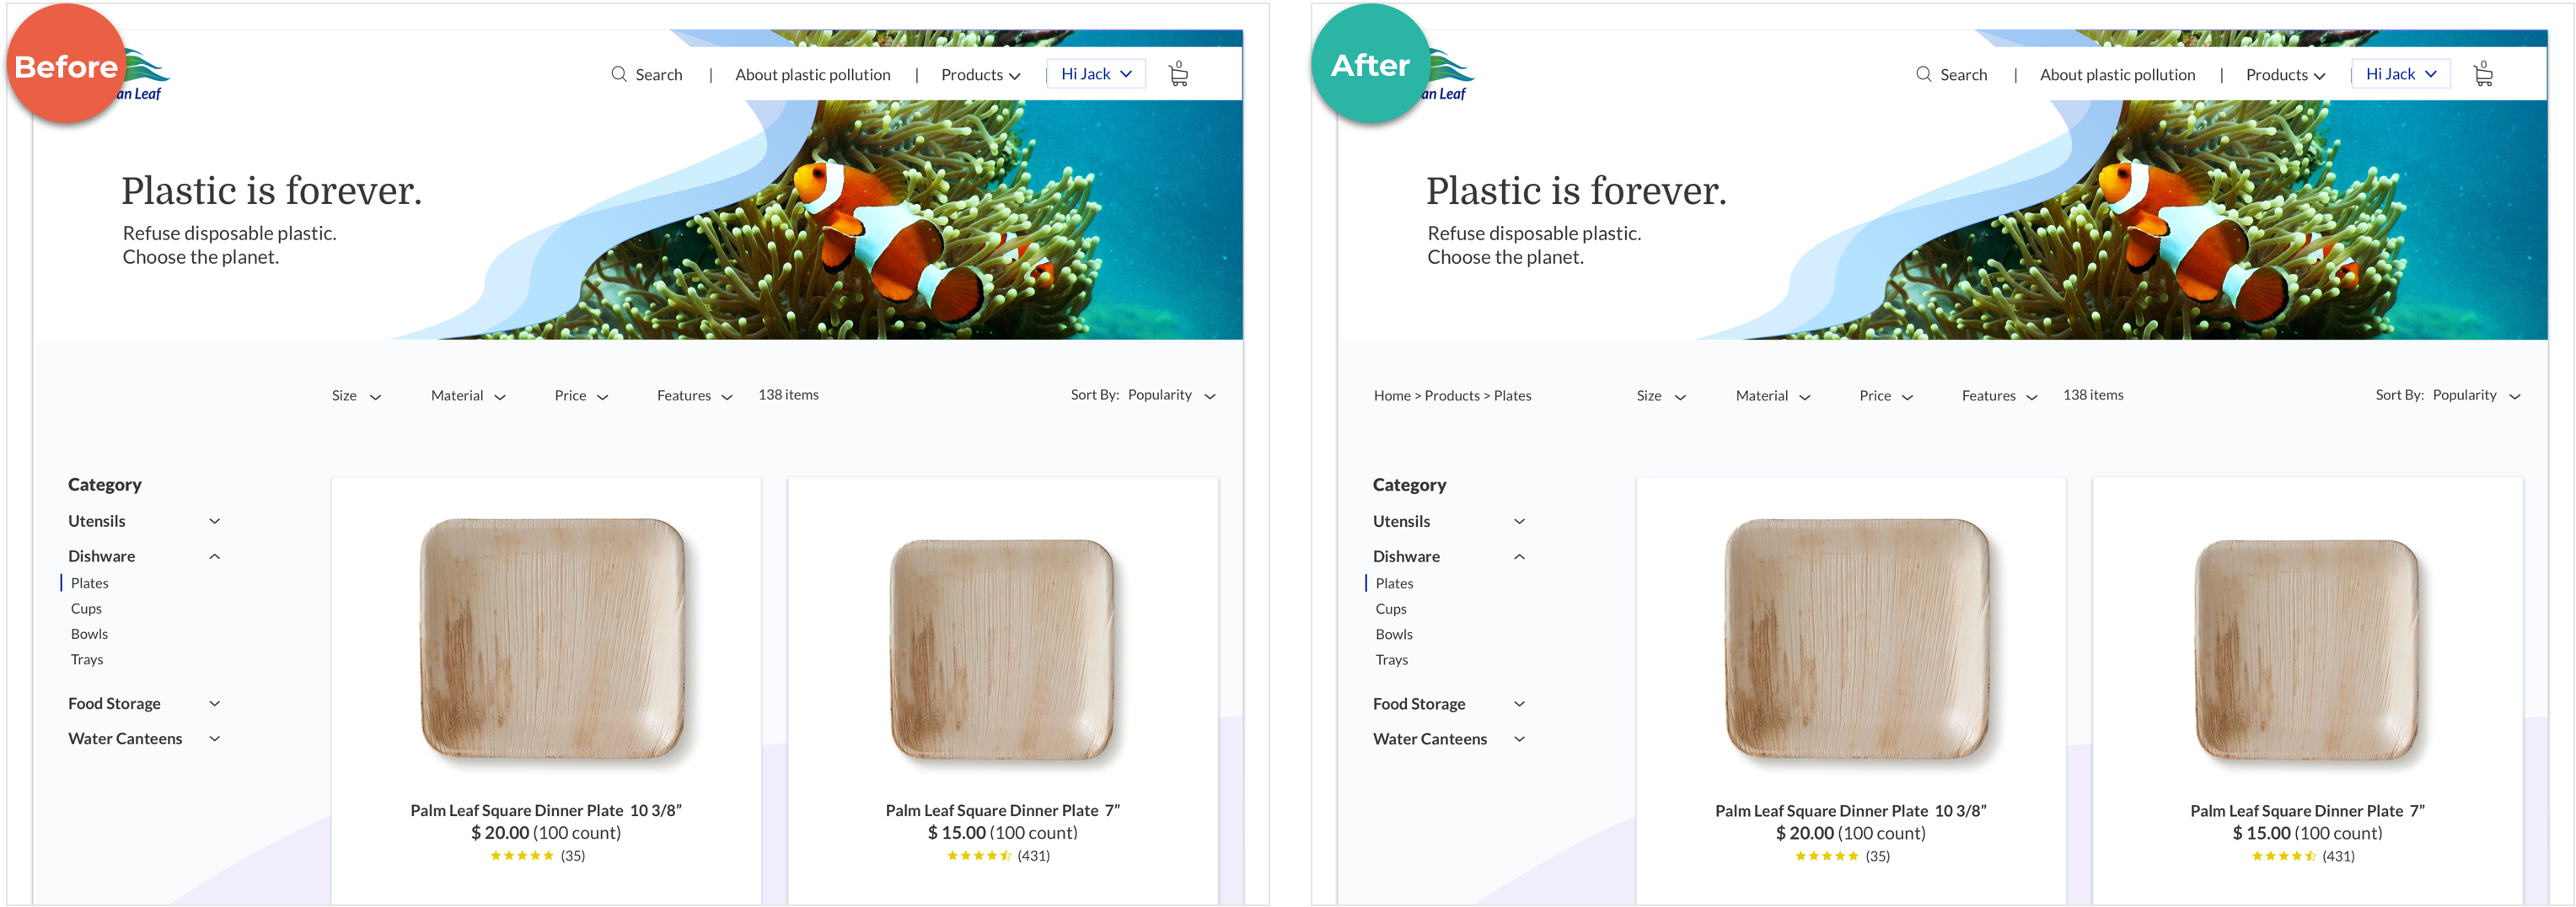 Before
an Leaf
Search | About plastic pollution | Products Hi Jack 0
Plastic is forever.
Refuse disposable plastic.
Choose the planet.
Size Material Price Features 138 items Sort By: Popularity
Category
Utensils
Dishware
Plates
Cups
Bowls
Trays
Food Storage
Water Canteens
Palm Leaf Square Dinner Plate 10 3/8”
$ 20.00 (100 count)
(35)
Palm Leaf Square Dinner Plate 7”
$ 15.00 (100 count)
(431)
After
an Leaf
Search | About plastic pollution | Products Hi Jack 0
Plastic is forever.
Refuse disposable plastic.
Choose the planet.
Home > Products > Plates Size Material Price Features 138 items Sort By: Popularity
Category
Utensils
Dishware
Plates
Cups
Bowls
Trays
Food Storage
Water Canteens
Palm Leaf Square Dinner Plate 10 3/8”
$ 20.00 (100 count)
(35)
Palm Leaf Square Dinner Plate 7”
$ 15.00 (100 count)
(431)